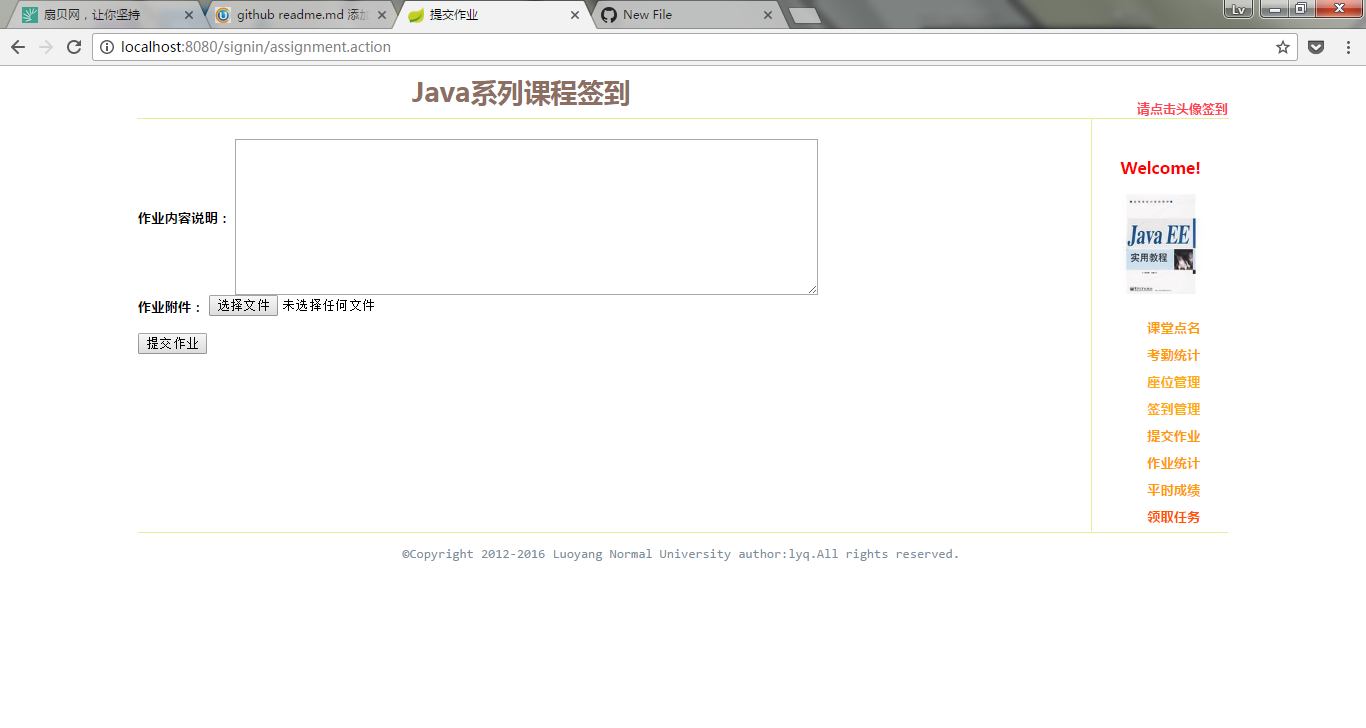 扇贝网，让你坚持
github readme.md 添加
提交作业
New File
Lv
localhost:8080/signin/assignment.action
Java系列课程签到
请点击头像签到
Welcome!
作业内容说明：
Java EE
实用教程
作业附件：
选择文件 未选择任何文件
提交作业
课堂点名
考勤统计
座位管理
签到管理
提交作业
作业统计
平时成绩
领取任务
©Copyright 2012-2016 Luoyang Normal University author:lyq.All rights reserved.